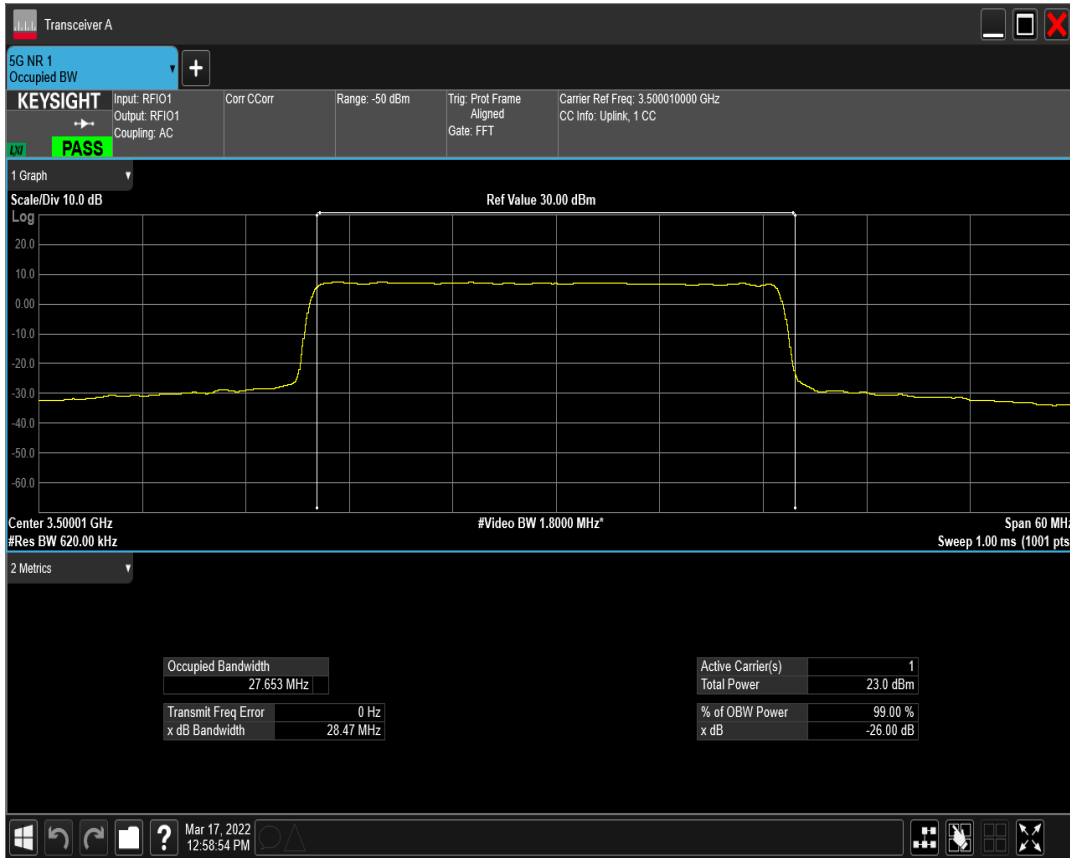 Transceiver A
5G NR 1
Occupied BW
+
KEYSIGHT
LXI
PASS
Input: RFIO1
Output: RFIO1
Coupling: AC
Corr CCorr
Range: -50 dBm
Trig: Prot Frame
Aligned
Gate: FFT
Carrier Ref Freq: 3.500010000 GHz
CC Info: Uplink, 1 CC
1 Graph
Scale/Div 10.0 dB
Ref Value 30.00 dBm
Log
20.0
10.0
0.00
-10.0
-20.0
-30.0
-40.0
-50.0
-60.0
Center 3.50001 GHz
#Video BW 1.8000 MHz*
Span 60 MHz
#Res BW 620.00 kHz
Sweep 1.00 ms (1001 pts
2 Metrics
Occupied Bandwidth
27.653 MHz
Transmit Freq Error 0 Hz
x dB Bandwidth 28.47 MHz
Active Carrier(s) 1
Total Power 23.0 dBm
% of OBW Power 99.00 %
x dB -26.00 dB
?
Mar 17, 2022
12:58:54 PM